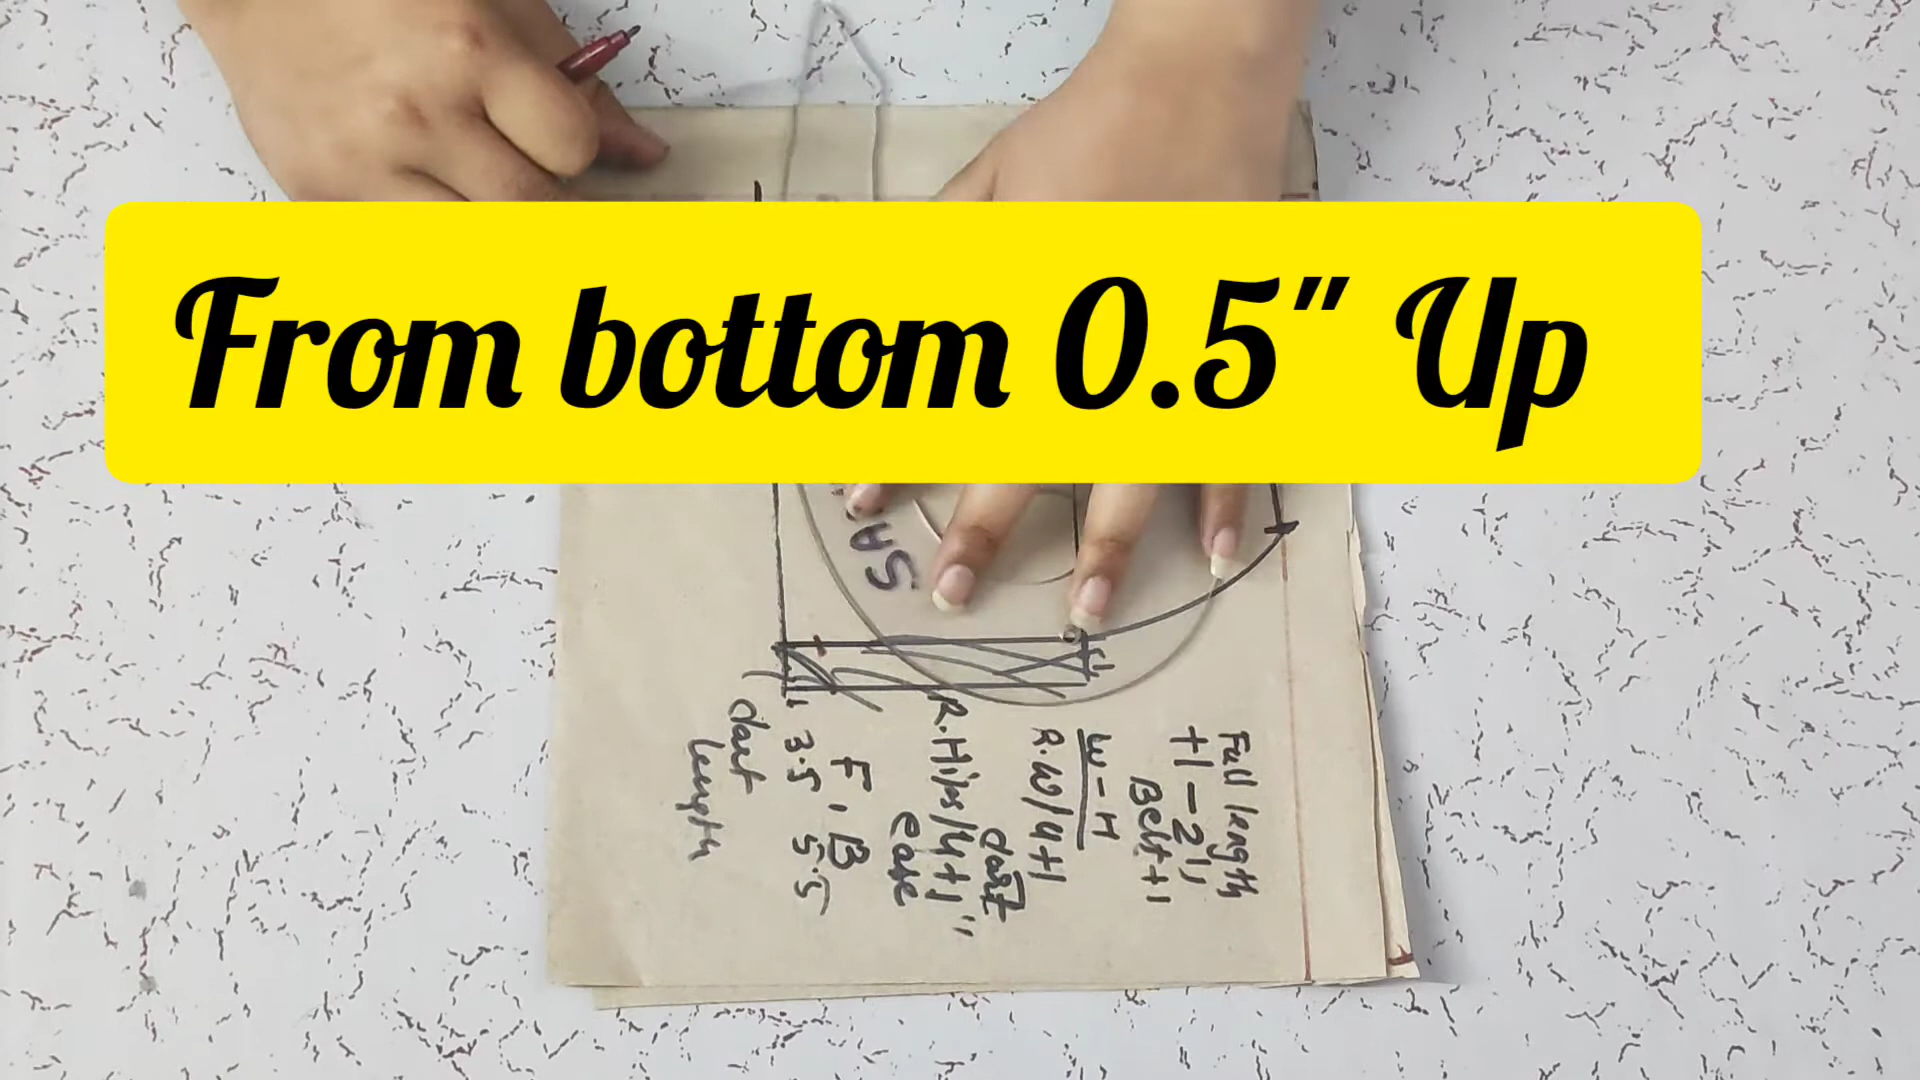 From bottom 0.5" Up
SA
Full length
+1 - 2",
Belt+1
W-H
R.W/4+1
dart
R.Hips/4+1",
ease
F, B
3.5 5.5
dart
length